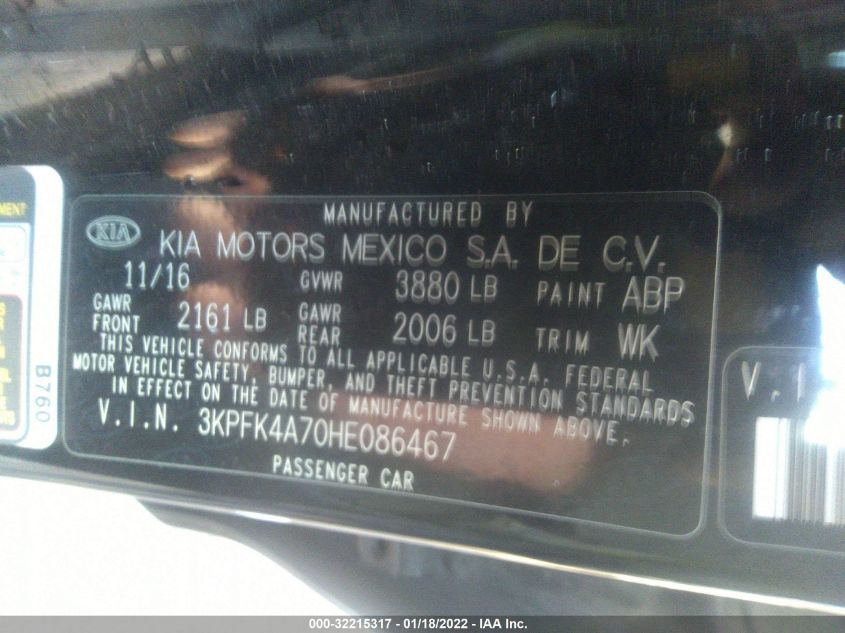 MENT
B760
MANUFACTURED BY
KIA KIA MOTORS MEXICO S.A. DE C.V.
11/16 GVWR 3880 LB PAINT ABP
GAWR FRONT 2161 LB GAWR REAR 2006 LB TRIM WK
THIS VEHICLE CONFORMS TO ALL APPLICABLE U.S.A. FEDERAL
MOTOR VEHICLE SAFETY, BUMPER, AND THEFT PREVENTION STANDARDS
IN EFFECT ON THE DATE OF MANUFACTURE SHOWN ABOVE.
V.I.N. 3KPFK4A70HE086467
PASSENGER CAR
V.I
000-32215317 - 01/18/2022 - IAA Inc.